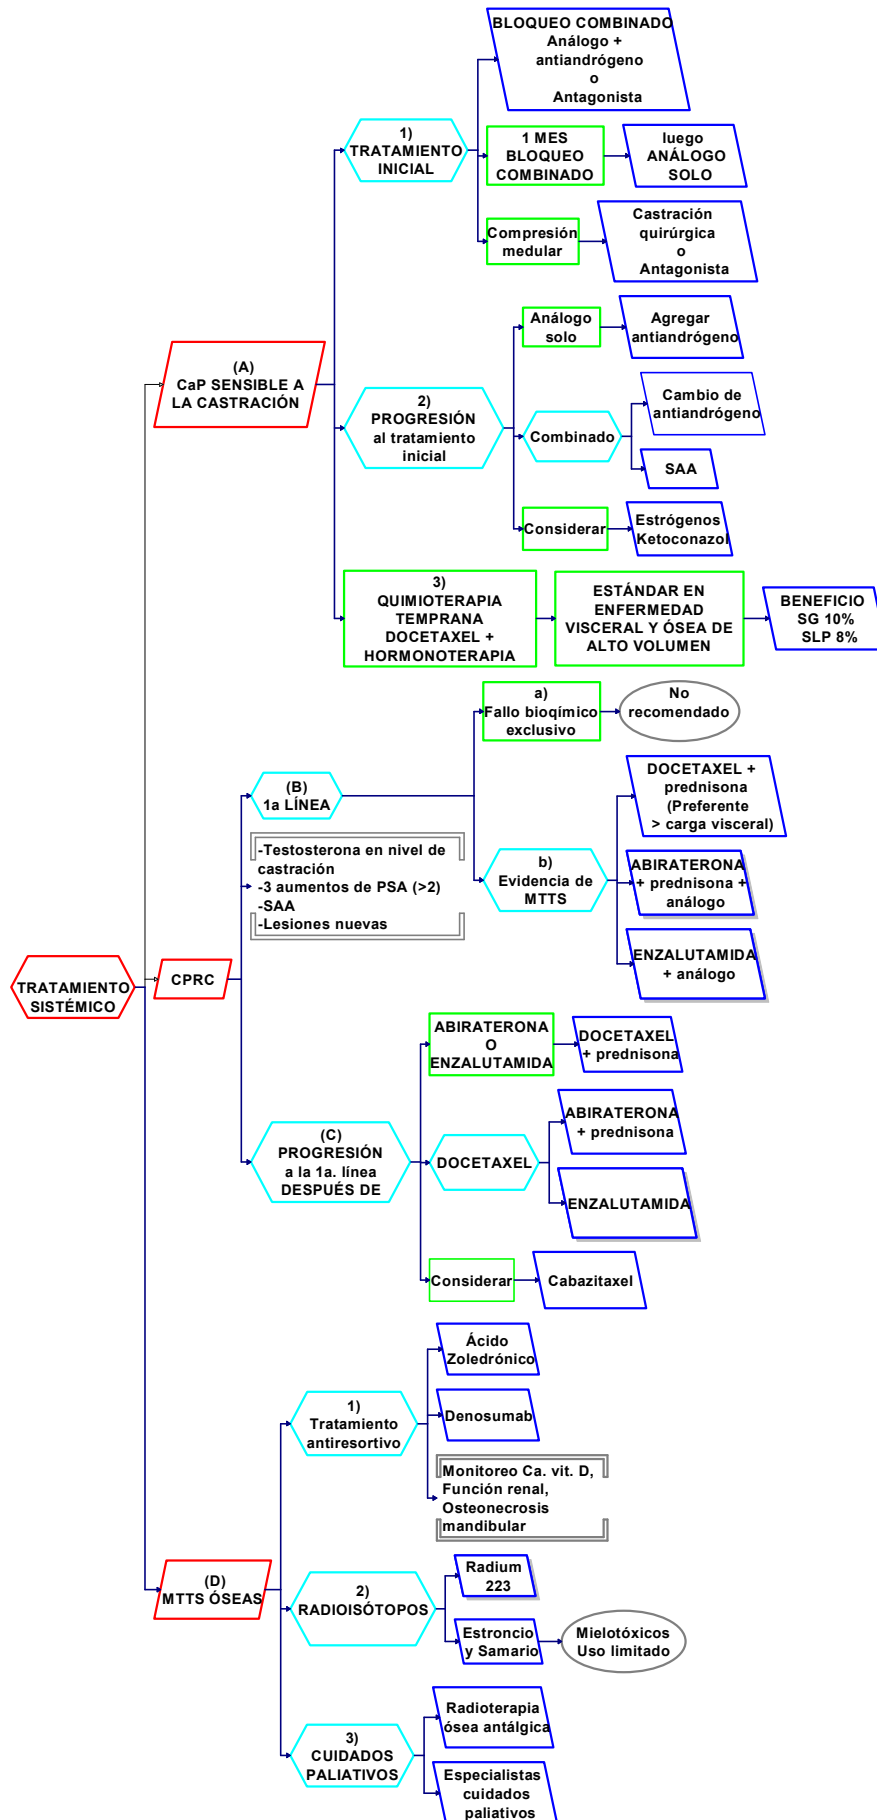 BLOQUEO COMBINADO
Análogo +
antiandrógeno
o
Antagonista
1)
TRATAMIENTO
INICIAL
1 MES
BLOQUEO
COMBINADO
luego
ANÁLOGO
SOLO
Compresión
medular
Castración
quirúrgica
o
Antagonista
(A)
CaP SENSIBLE A
LA CASTRACIÓN
2)
PROGRESIÓN
al tratamiento
inicial
Análogo
solo
Agregar
antiandrógeno
Combinado
Cambio de
antiandrógeno
SAA
Considerar
Estrógenos
Ketoconazol
3)
QUIMIOTERAPIA
TEMPRANA
DOCETAXEL +
HORMONOTERAPIA
ESTÁNDAR EN
ENFERMEDAD
VISCERAL Y ÓSEA DE
ALTO VOLUMEN
BENEFICIO
SG 10%
SLP 8%
TRATAMIENTO
SISTÉMICO
CPRC
(B)
1a LÍNEA
-Testosterona en nivel de
castración
-3 aumentos de PSA (>2)
-SAA
-Lesiones nuevas
a)
Fallo bioqímico
exclusivo
No
recomendado
b)
Evidencia de
MTTS
DOCETAXEL +
prednisona
(Preferente
> carga visceral)
ABIRATERONA
+ prednisona +
análogo
ENZALUTAMIDA
+ análogo
(C)
PROGRESIÓN
a la 1a. línea
DESPUÉS DE
ABIRATERONA
O
ENZALUTAMIDA
DOCETAXEL
+ prednisona
DOCETAXEL
ABIRATERONA
+ prednisona
ENZALUTAMIDA
Considerar
Cabazitaxel
(D)
MTTS ÓSEAS
1)
Tratamiento
antiresortivo
Ácido
Zoledrónico
Denosumab
Monitoreo Ca. vit. D,
Función renal,
Osteonecrosis
mandibular
2)
RADIOISÓTOPOS
Radium
223
Estroncio
y Samario
Mielotóxicos
Uso limitado
3)
CUIDADOS
PALIATIVOS
Radioterapia
ósea antálgica
Especialistas
cuidados
paliativos